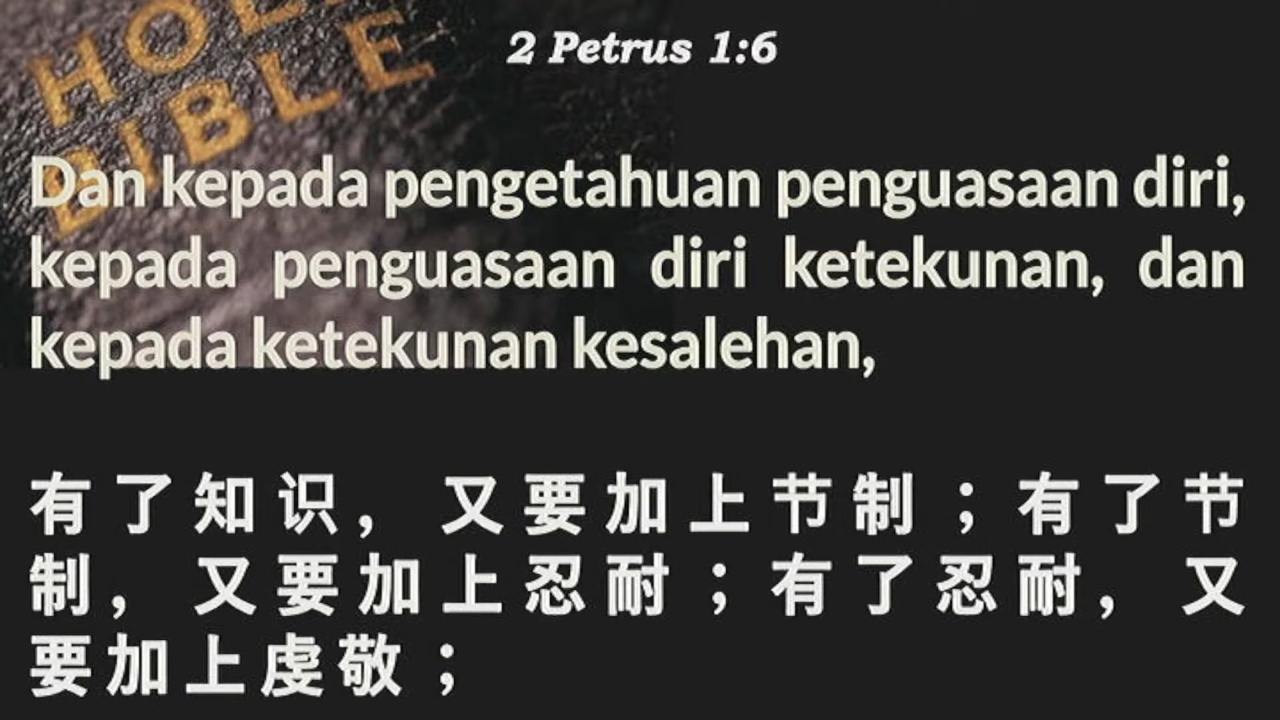 HOLY
BIBLE
2 Petrus 1:6
Dan kepada pengetahuan penguasaan diri,
kepada penguasaan diri ketekunan, dan
kepada ketekunan kesalehan,
有了知识，又要加上节制；有了节
制，又要加上忍耐；有了忍耐，又
要加上虔敬；